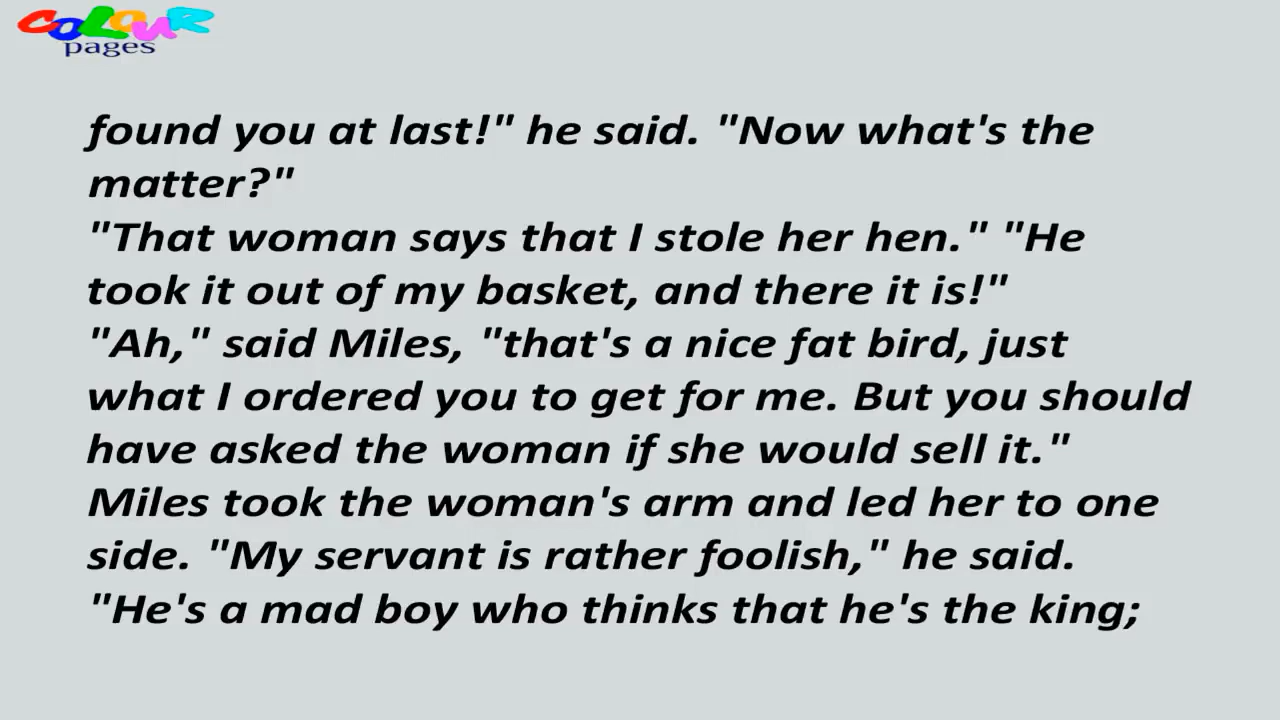 COLOUR
pages
found you at last!" he said. "Now what's the
matter?"
"That woman says that I stole her hen." "He
took it out of my basket, and there it is!"
"Ah," said Miles, "that's a nice fat bird, just
what I ordered you to get for me. But you should
have asked the woman if she would sell it."
Miles took the woman's arm and led her to one
side. "My servant is rather foolish," he said.
"He's a mad boy who thinks that he's the king;